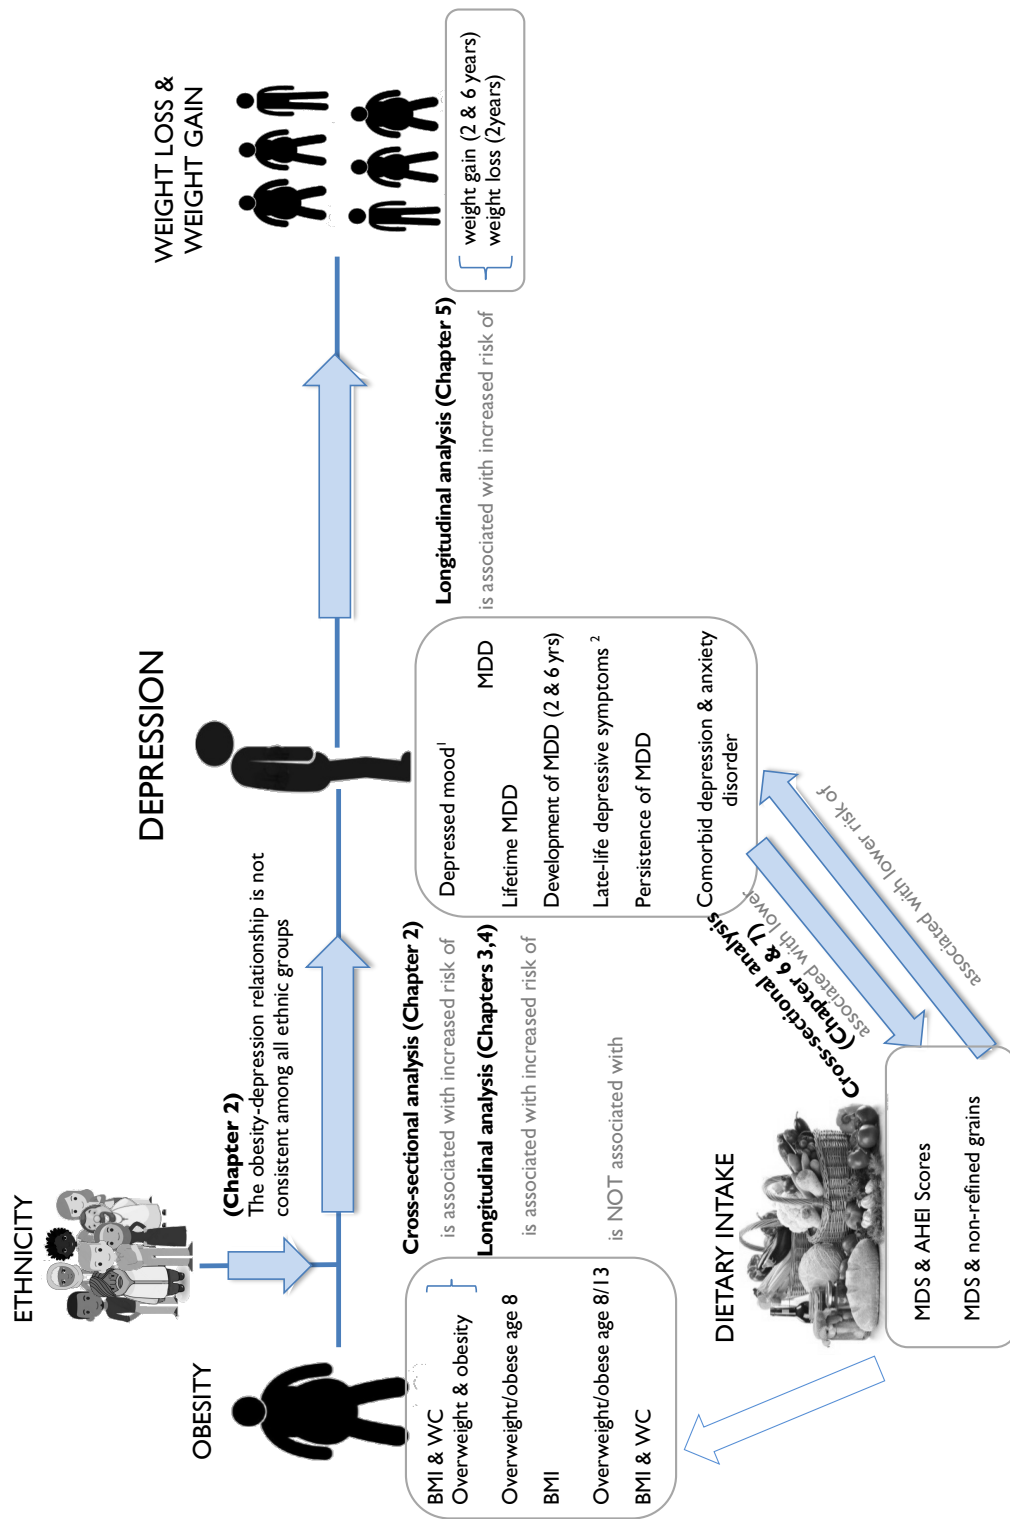 ETHNICITY
(Chapter 2)
The obesity-depression relationship is not
consistent among all ethnic groups
OBESITY
BMI & WC
Overweight & obesity
Overweight/obese age 8
BMI
Overweight/obese age 8/13
BMI & WC
Cross-sectional analysis (Chapter 2)
is associated with increased risk of
Longitudinal analysis (Chapters 3,4)
is associated with increased risk of
is NOT associated with
DEPRESSION
Depressed mood¹
MDD
Lifetime MDD
Development of MDD (2 & 6 yrs)
Late-life depressive symptoms ²
Persistence of MDD
Comorbid depression & anxiety
disorder
Longitudinal analysis (Chapter 5)
is associated with increased risk of
WEIGHT LOSS &
WEIGHT GAIN
weight gain (2 & 6 years)
weight loss (2years)
DIETARY INTAKE
MDS & AHEI Scores
MDS & non-refined grains
Cross-sectional analysis
(Chapter 6 & 7)
associated with lower
associated with lower risk of